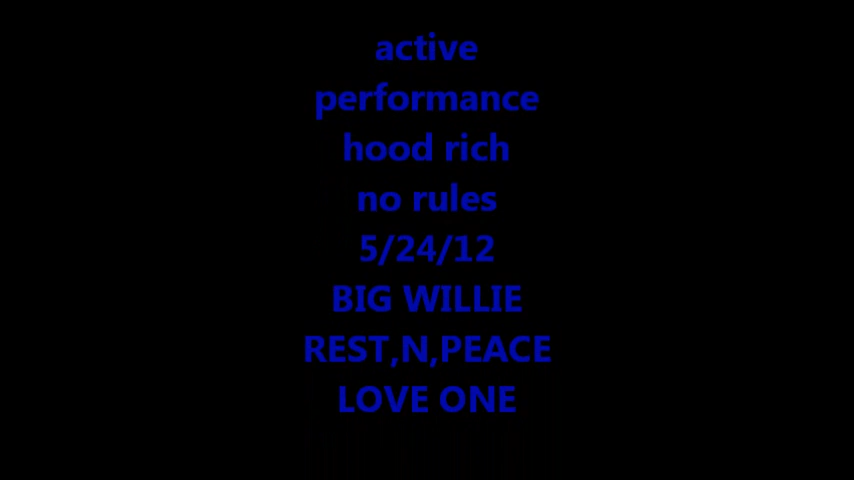 active
performance
hood rich
no rules
5/24/12
BIG WILLIE
REST,N,PEACE
LOVE ONE